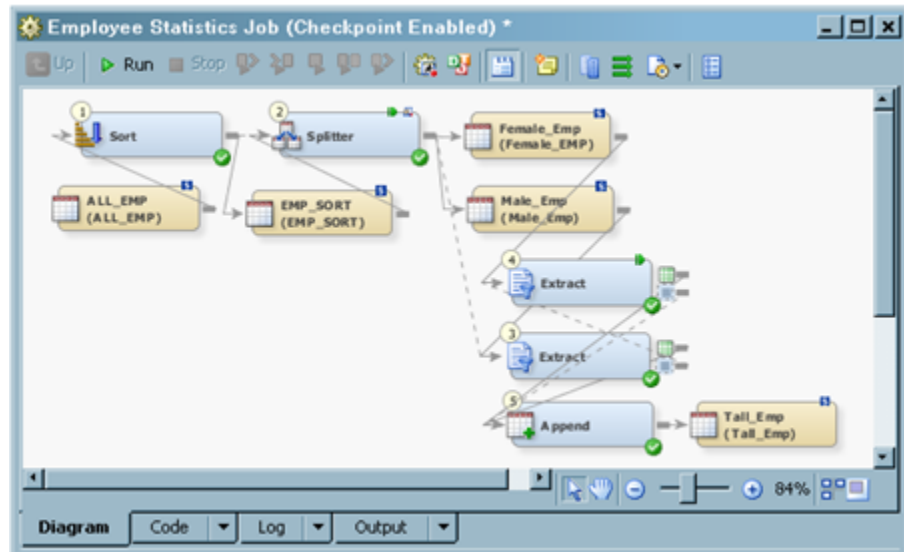 Employee Statistics Job (Checkpoint Enabled) *
Up Run Stop
1
Sort
2
Splitter
Female_Emp
(Female_EMP)
ALL_EMP
(ALL_EMP)
EMP_SORT
(EMP_SORT)
Male_Emp
(Male_Emp)
4
Extract
3
Extract
5
Append
Tall_Emp
(Tall_Emp)
84%
Diagram Code Log Output